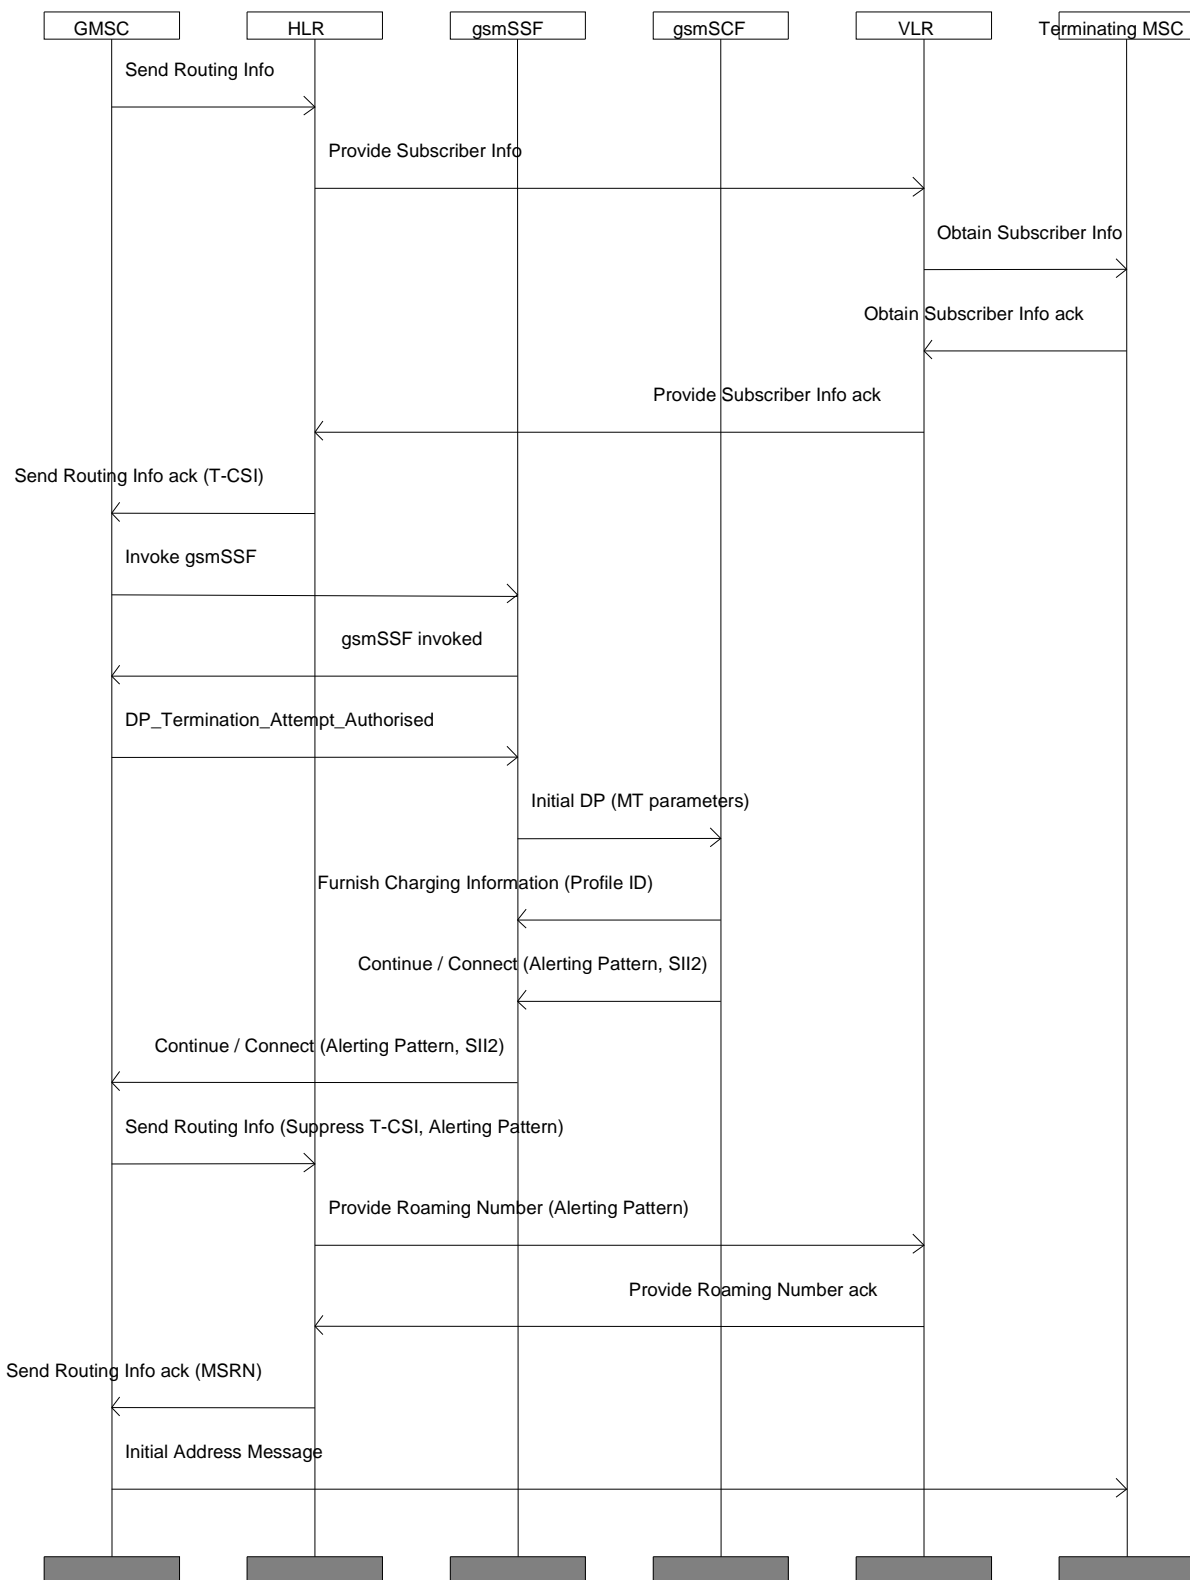 GMSC
HLR
gsmSSF
gsmSCF
VLR
Terminating MSC
Send Routing Info
Provide Subscriber Info
Obtain Subscriber Info
Obtain Subscriber Info ack
Provide Subscriber Info ack
Send Routing Info ack (T-CSI)
Invoke gsmSSF
gsmSSF invoked
DP_Termination_Attempt_Authorised
Initial DP (MT parameters)
Furnish Charging Information (Profile ID)
Continue / Connect (Alerting Pattern, SII2)
Continue / Connect (Alerting Pattern, SII2)
Send Routing Info (Suppress T-CSI, Alerting Pattern)
Provide Roaming Number (Alerting Pattern)
Provide Roaming Number ack
Send Routing Info ack (MSRN)
Initial Address Message